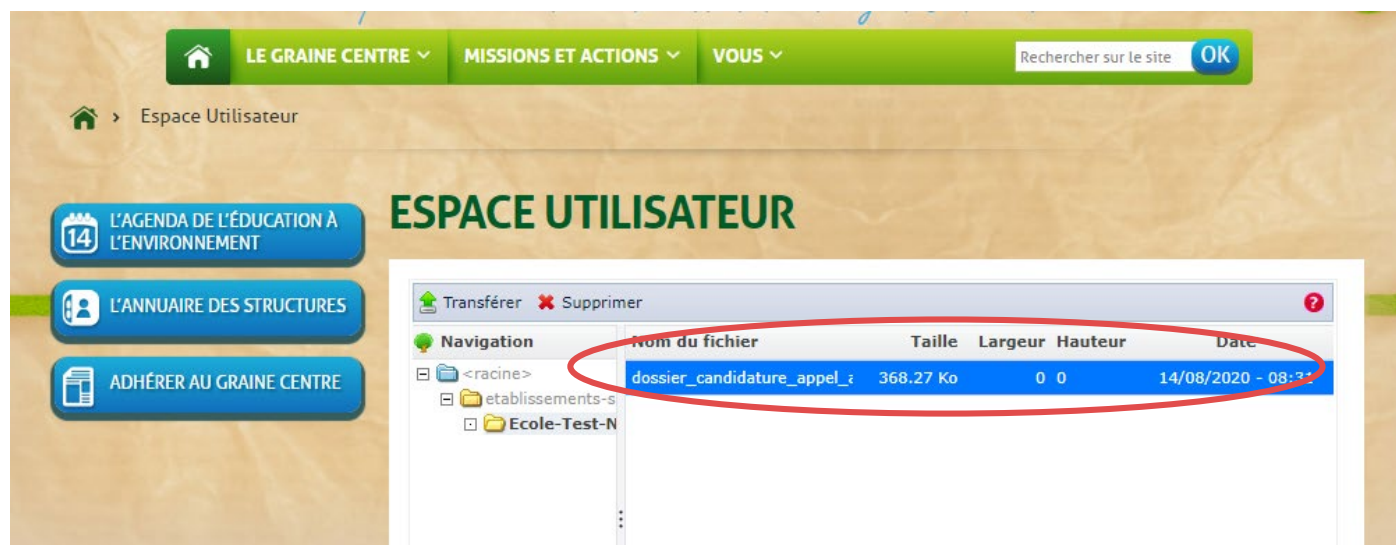 LE GRAINE CENTRE MISSIONS ET ACTIONS VOUS Rechercher sur le site OK
Espace Utilisateur
ESPACE UTILISATEUR
14 L'AGENDA DE L'ÉDUCATION À
L'ENVIRONNEMENT
L'ANNUAIRE DES STRUCTURES
ADHÉRER AU GRAINE CENTRE
Transférer Supprimer ?
Navigation Nom du fichier Taille Largeur Hauteur Date
<racine> dossier_candidature_appel_a 368.27 Ko 0 0 14/08/2020 - 08:31
etablissements-s
Ecole-Test-N